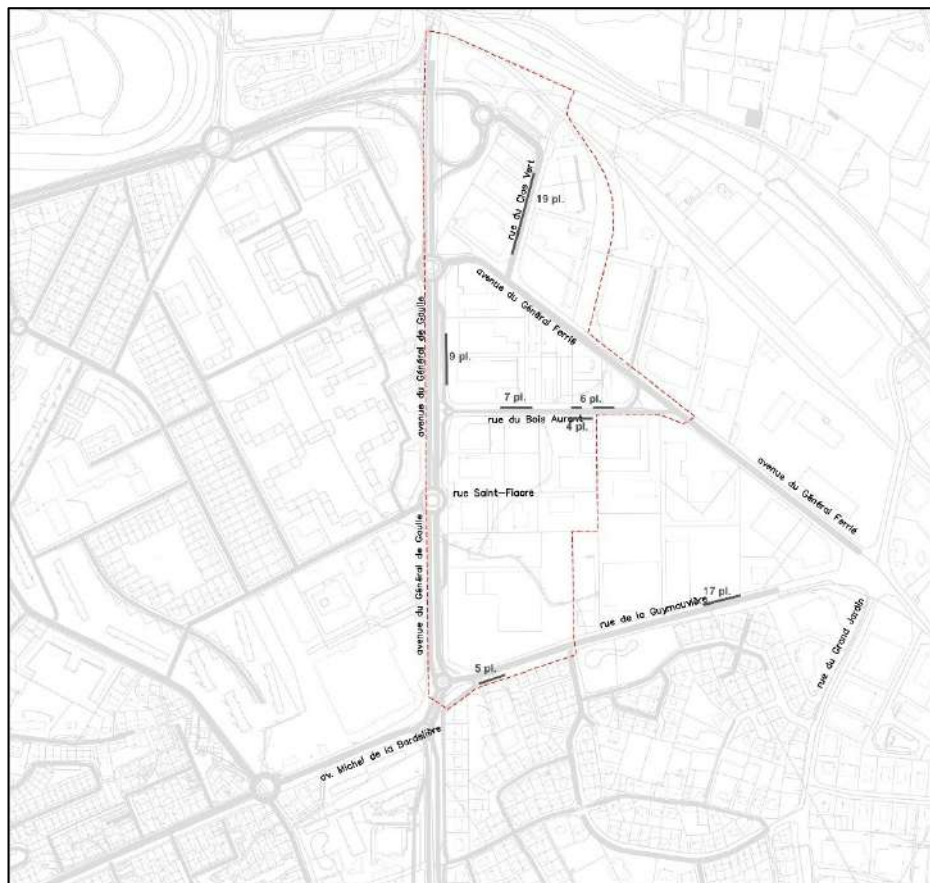 rue du Clos Vert
19 pl.
avenue du Général Ferrié
avenue du Général de Gaulle
9 pl.
7 pl.
6 pl.
rue du Bois Aurent
4 pl.
avenue du Général Ferrié
rue Saint-Fiacre
avenue du Général de Gaulle
17 pl.
rue de la Guymauvière
rue du Grand Jardin
5 pl.
av. Michel de la Bardelière